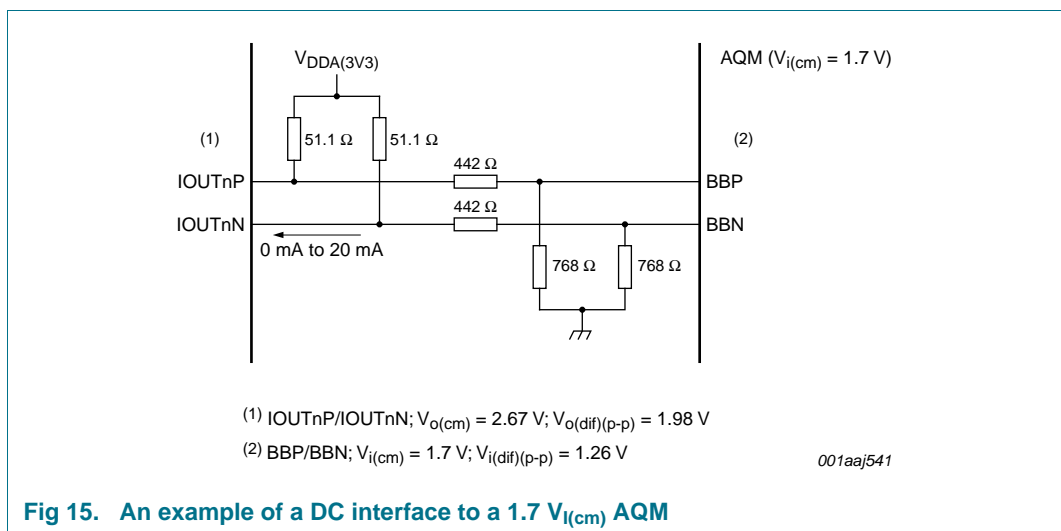 VDDA(3V3)
AQM (Vi(cm) = 1.7 V)
(1)
51.1 Ω
51.1 Ω
(2)
442 Ω
IOUTnP
BBP
442 Ω
IOUTnN
BBN
0 mA to 20 mA
768 Ω
768 Ω
(1) IOUTnP/IOUTnN; Vo(cm) = 2.67 V; Vo(dif)(p-p) = 1.98 V
(2) BBP/BBN; Vi(cm) = 1.7 V; Vi(dif)(p-p) = 1.26 V
001aaj541
Fig 15. An example of a DC interface to a 1.7 VI(cm) AQM